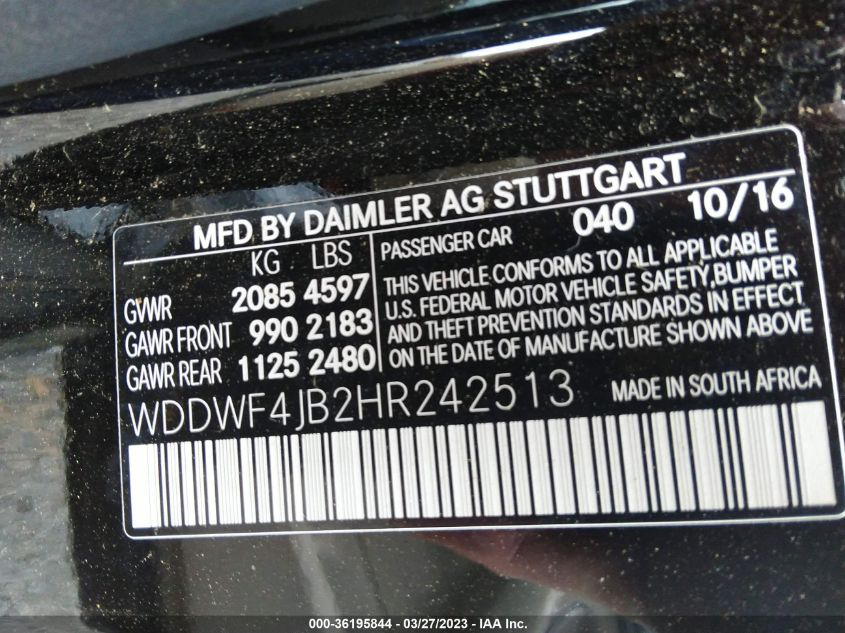 MFD BY DAIMLER AG STUTTGART
KG LBS
GVWR 2085 4597
GAWR FRONT 990 2183
GAWR REAR 1125 2480
PASSENGER CAR 040 10/16
THIS VEHICLE CONFORMS TO ALL APPLICABLE
U.S. FEDERAL MOTOR VEHICLE SAFETY, BUMPER
AND THEFT PREVENTION STANDARDS IN EFFECT
ON THE DATE OF MANUFACTURE SHOWN ABOVE
WDDWF4JB2HR242513 MADE IN SOUTH AFRICA
000-36195844 / 03/27/2023 - IAA Inc.